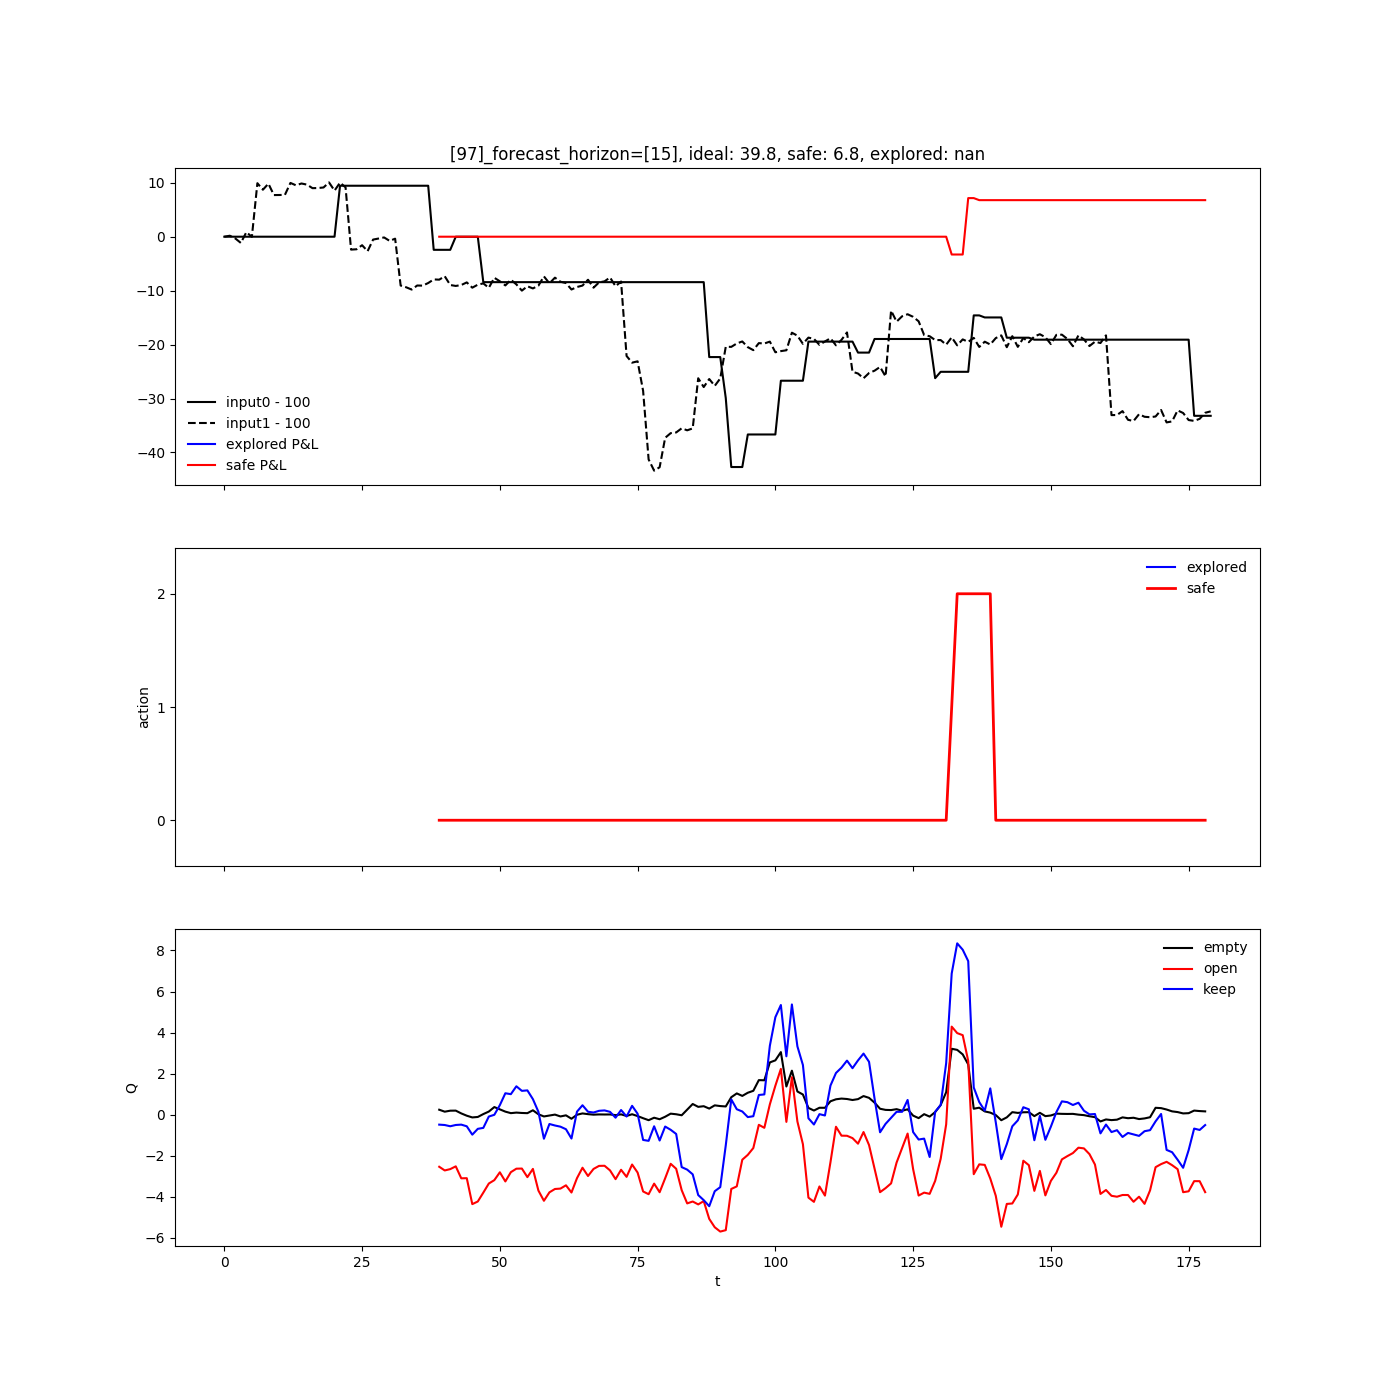 [97]_forecast_horizon=[15], ideal: 39.8, safe: 6.8, explored: nan
10
0
−10
−20
−30
−40
input0 - 100
input1 - 100
explored P&L
safe P&L
action
2
1
0
explored
safe
Q
8
6
4
2
0
−2
−4
−6
empty
open
keep
0 25 50 75 100 125 150 175
t